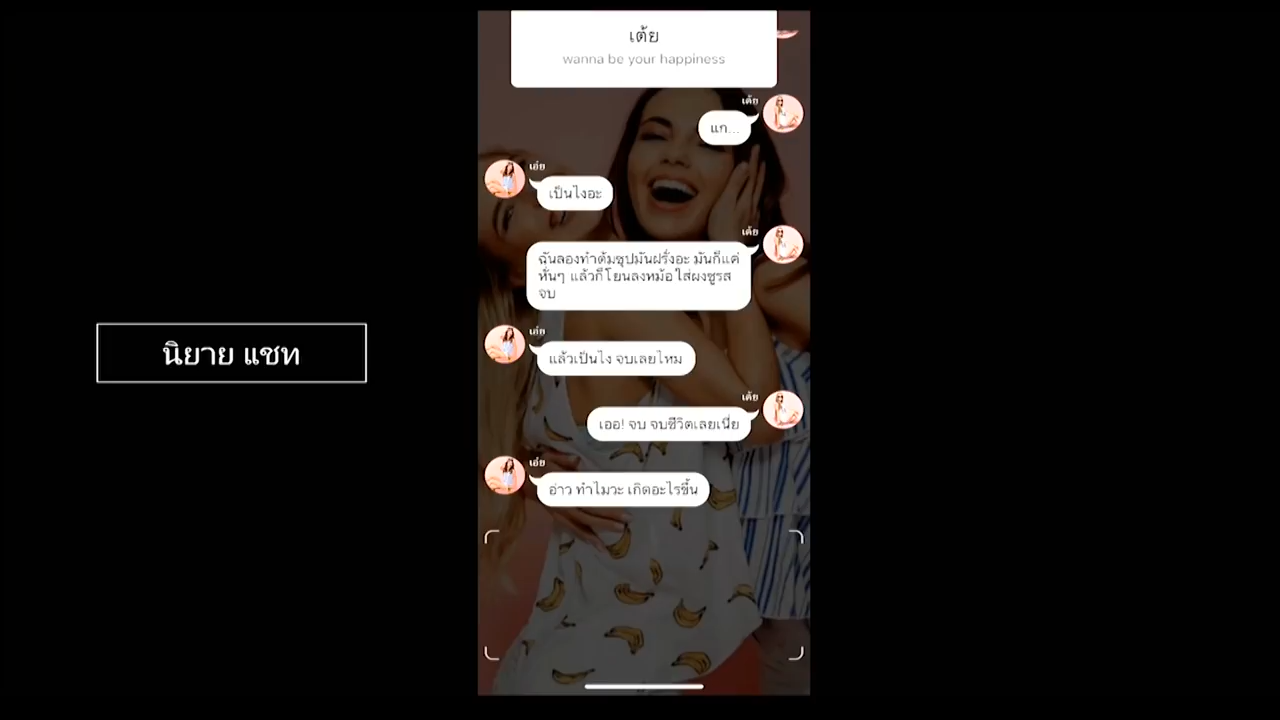 เต้ย
wanna be your happiness
เต้ย
แก...
เอ๋ย
เป็นไงอะ
เต้ย
ฉันลองทำต้มซุปมันฝรั่งอะ มันก็แค่
หั่นๆ แล้วก็โยนลงหม้อ ใส่ผงชูรส
จบ
เอ๋ย
แล้วเป็นไง จบเลยไหม
นิยาย แชท
เต้ย
เออ! จบ จบชีวิตเลยเนี่ย
เอ๋ย
อ่าว ทำไมวะ เกิดอะไรขึ้น